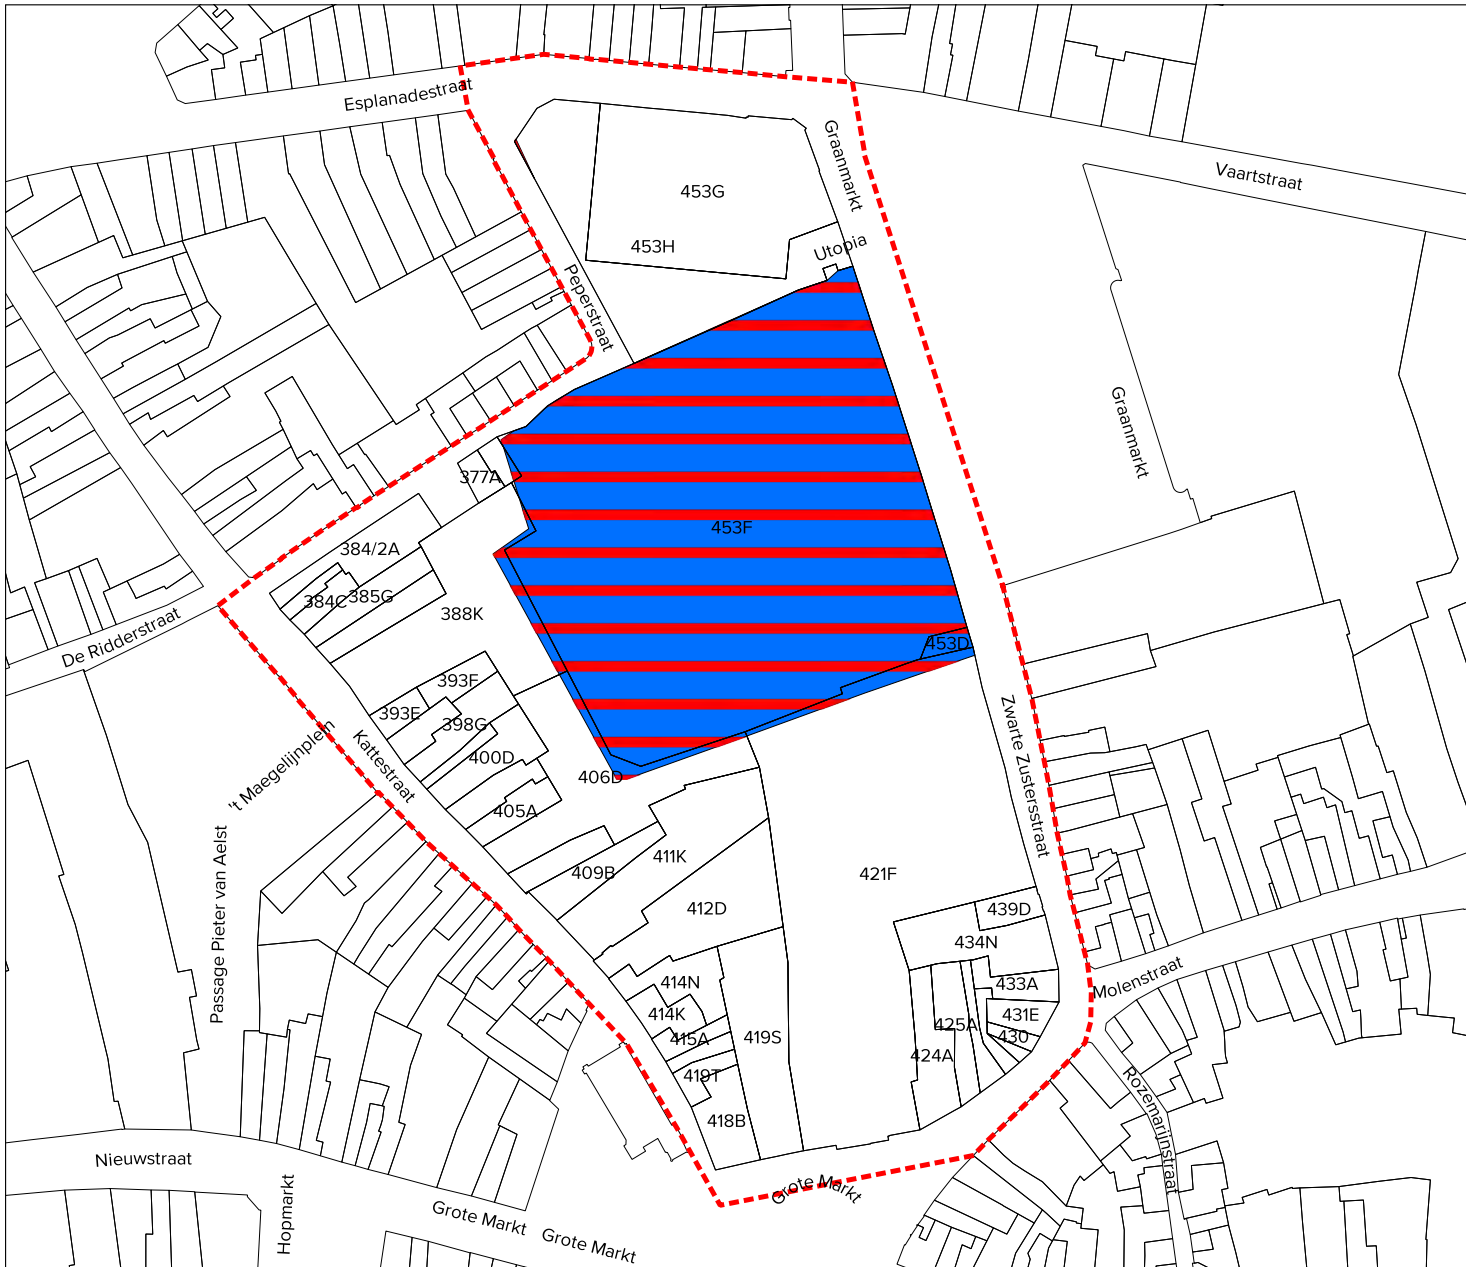 Esplanadestraat
Graanmarkt
Vaartstraat
453G
453H
Utopia
Peperstraat
Graanmarkt
377A
453F
384/2A
385G
384C
388K
De Ridderstraat
453D
393F
393E
398G
't Maegelijnplein
Kattestraat
400D
406D
405A
Zwarte Zustersstraat
Passage Pieter van Aelst
411K
409B
421F
412D
439D
434N
Molenstraat
414N
433A
414K
431E
425A
415A
419S
430
424A
419T
Rozemarijnstraat
418B
Nieuwstraat
Grote Markt
Hopmarkt
Grote Markt
Grote Markt